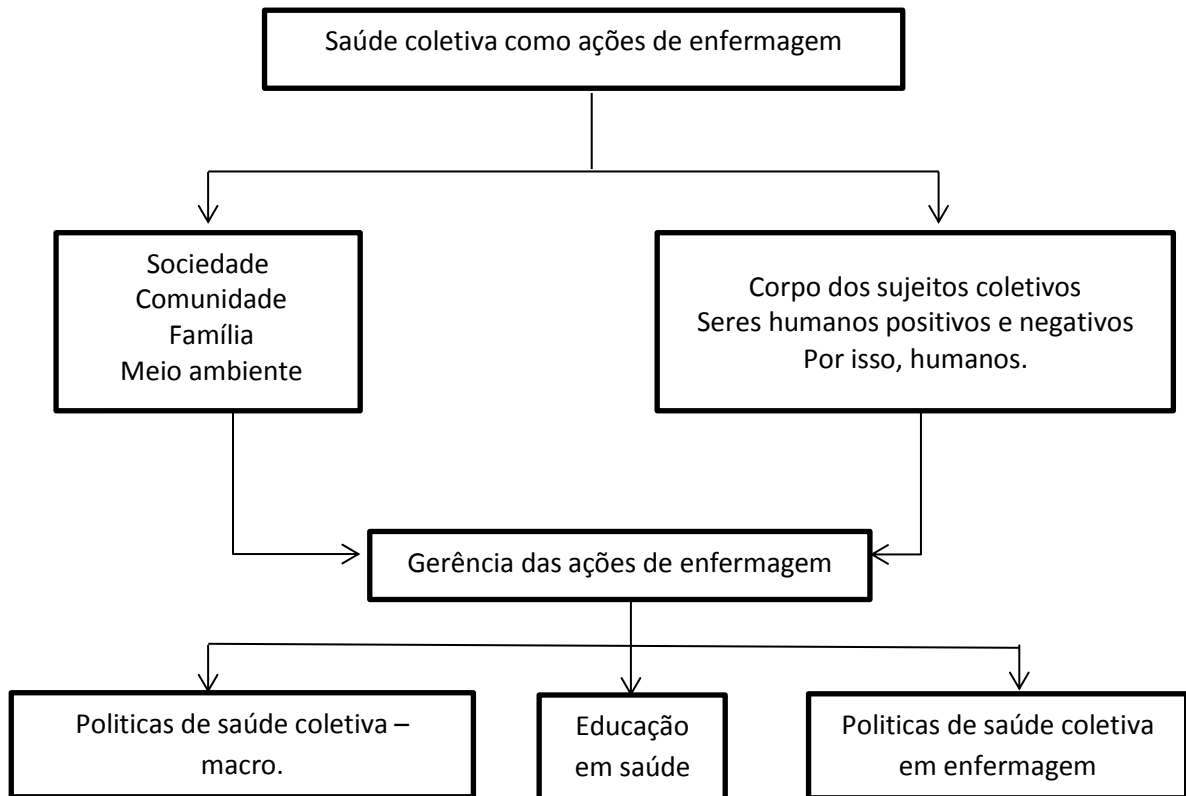 Saúde coletiva como ações de enfermagem
Sociedade
Comunidade
Família
Meio ambiente
Corpo dos sujeitos coletivos
Seres humanos positivos e negativos
Por isso, humanos.
Gerência das ações de enfermagem
Politicas de saúde coletiva –
macro.
Educação
em saúde
Politicas de saúde coletiva
em enfermagem